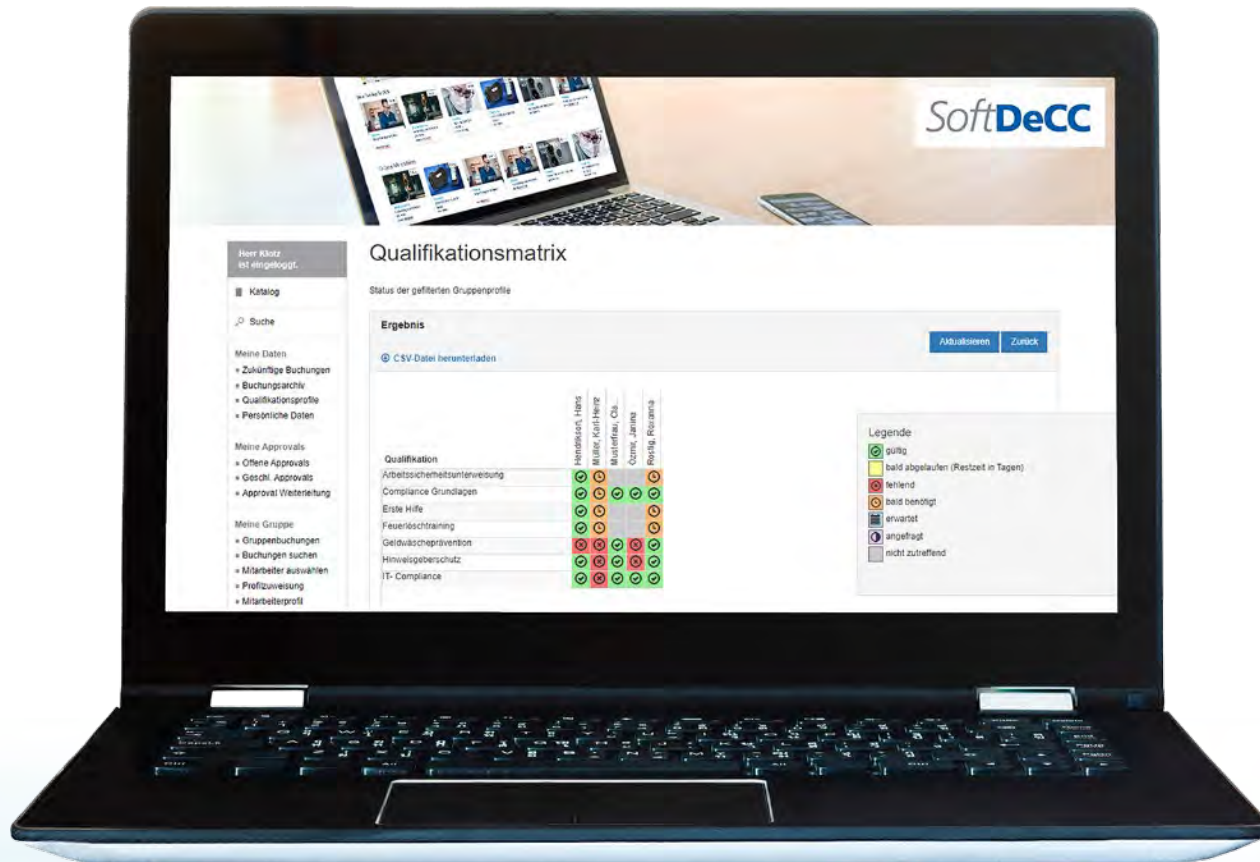 SoftDeCC
Herr Klotz
ist eingeloggt.
Katalog
Suche
Meine Daten
Zukünftige Buchungen
Buchungsarchiv
Qualifikationsprofile
Persönliche Daten
Meine Approvals
Offene Approvals
Geschl. Approvals
Approval Weiterleitung
Meine Gruppe
Gruppenbuchungen
Buchungen suchen
Mitarbeiter auswählen
Profilzuweisung
Mitarbeiterprofil
Qualifikationsmatrix
Status der gefilterten Gruppenprofile
Ergebnis
Aktualisieren
Zurück
CSV-Datei herunterladen
Qualifikation
Hendrikson, Hans
Müller, Karl-Heinz
Musterfrau, Cla...
Özmir, Janina
Rostig, Roxanna
Arbeitssicherheitsunterweisung
Compliance Grundlagen
Erste Hilfe
Feuerlöschtraining
Geldwäscheprävention
Hinweisgeberschutz
IT- Compliance
Legende
gültig
bald abgelaufen (Restzeit in Tagen)
fehlend
bald benötigt
erwartet
angefragt
nicht zutreffend